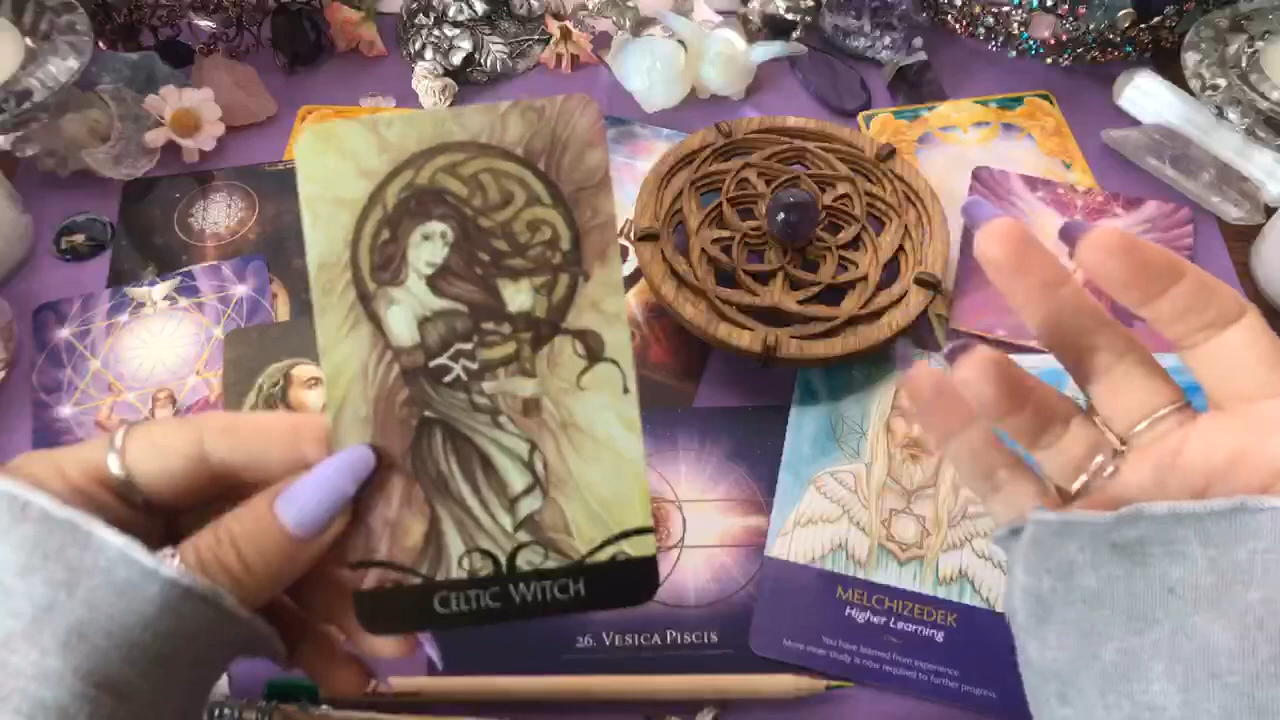 CELTIC WITCH
26. VESICA PISCIS
MELCHIZEDEK
Higher Learning
You have learned from experience.
More inner study is now required to further progress.